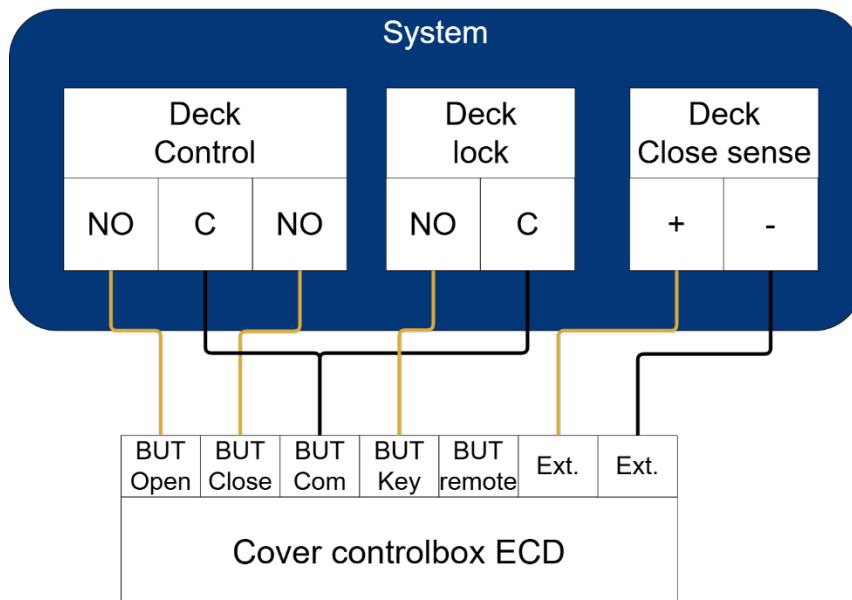 System
Deck
Control
Deck
lock
Deck
Close sense
NO
C
NO
NO
C
+
-
BUT
Open
BUT
Close
BUT
Com
BUT
Key
BUT
remote
Ext.
Ext.
Cover controlbox ECD